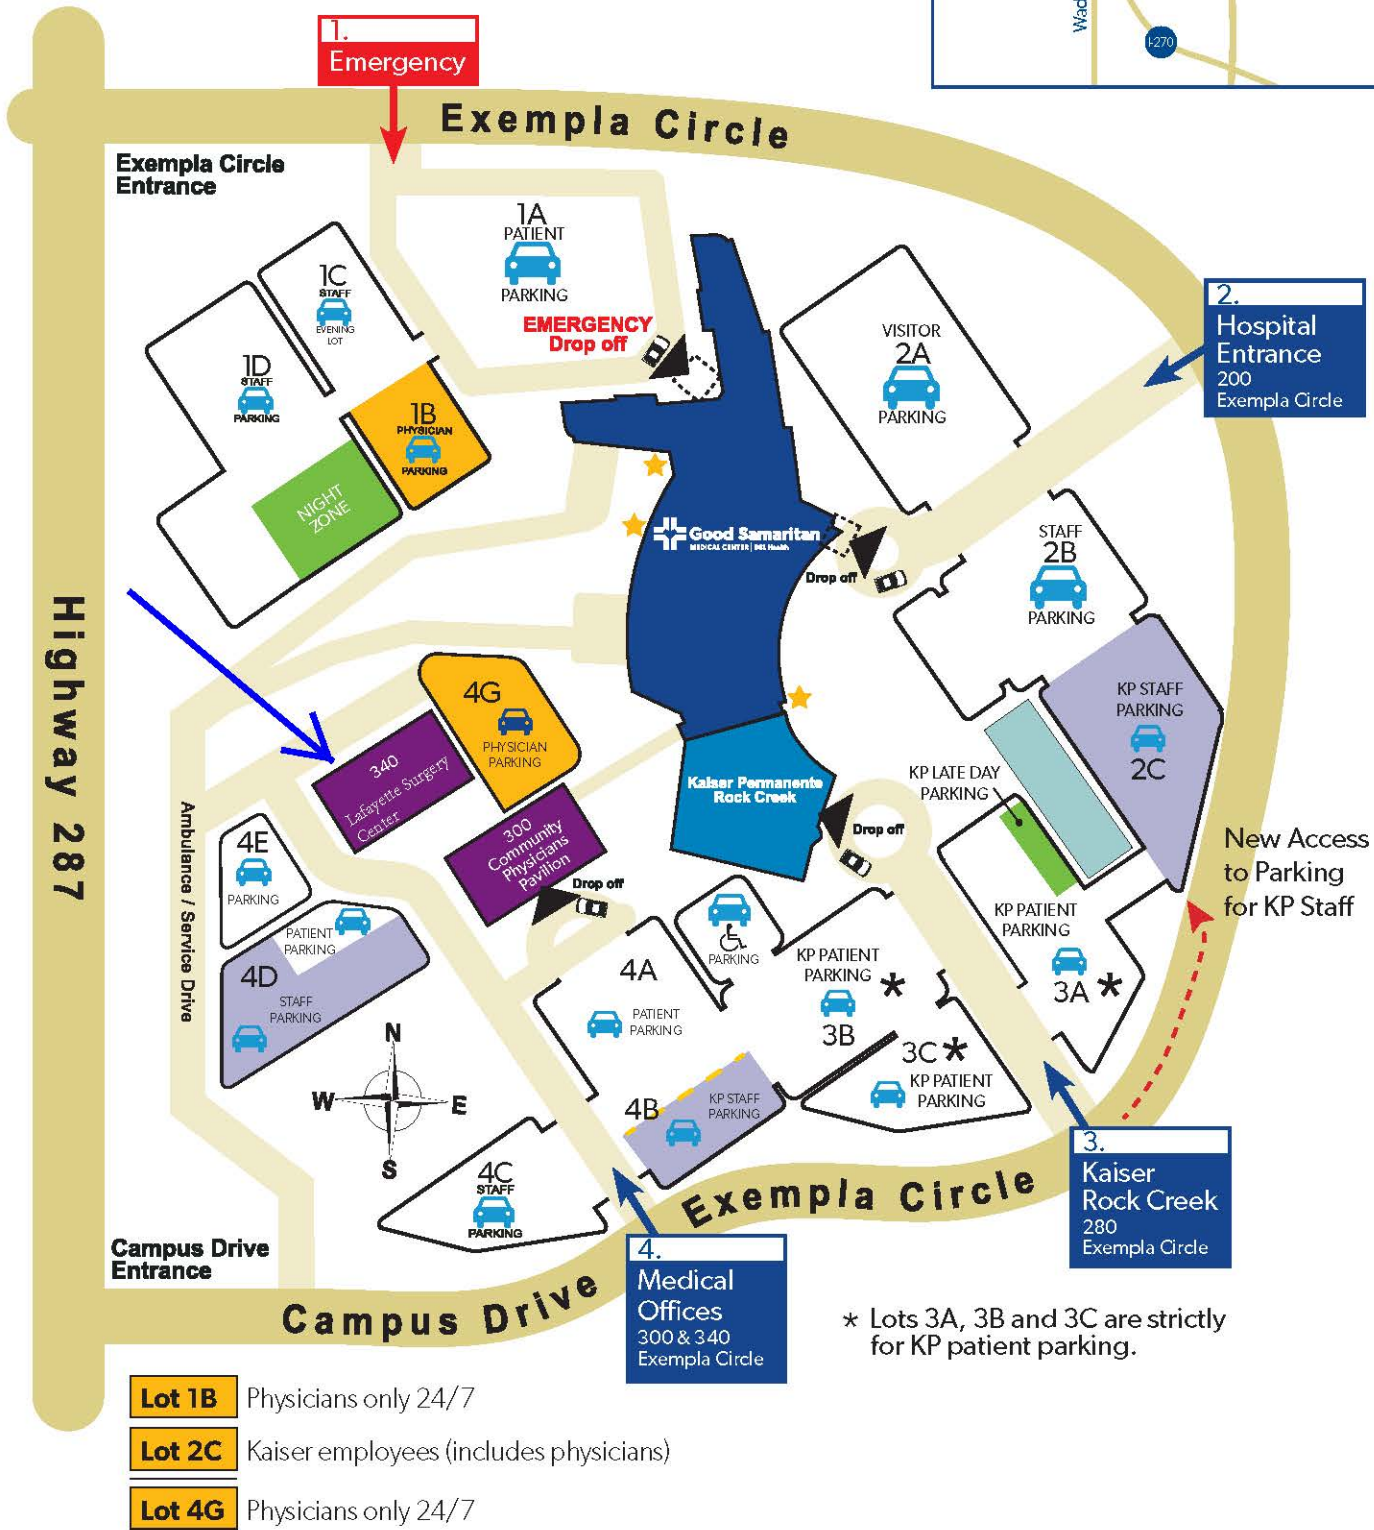 Wad
I-270
1.
Emergency
Exempla Circle
Exempla Circle
Entrance
1A
PATIENT
PARKING
1C
STAFF
EVENING
LOT
EMERGENCY
Drop off
1D
STAFF
PARKING
1B
PHYSICIAN
PARKING
NIGHT
ZONE
VISITOR
2A
PARKING
2.
Hospital
Entrance
200
Exempla Circle
Good Samaritan
MEDICAL CENTER | SCL Health
Drop off
STAFF
2B
PARKING
Highway 287
4G
PHYSICIAN
PARKING
340
Lafayette Surgery
Center
300
Community
Physicians
Pavilion
Drop off
Kaiser Permanente
Rock Creek
Drop off
KP STAFF
PARKING
2C
KP LATE DAY
PARKING
New Access
to Parking
for KP Staff
Ambulance / Service Drive
4E
PARKING
PATIENT
PARKING
4D
STAFF
PARKING
4A
PATIENT
PARKING
PARKING
KP PATIENT
PARKING
*
3B
KP PATIENT
PARKING
3A *
3C *
KP PATIENT
PARKING
N
W
E
S
4B
KP STAFF
PARKING
4C
STAFF
PARKING
Exempla Circle
3.
Kaiser
Rock Creek
280
Exempla Circle
Campus Drive
Entrance
Campus Drive
4.
Medical
Offices
300 & 340
Exempla Circle
* Lots 3A, 3B and 3C are strictly
for KP patient parking.
Lot 1B Physicians only 24/7
Lot 2C Kaiser employees (includes physicians)
Lot 4G Physicians only 24/7